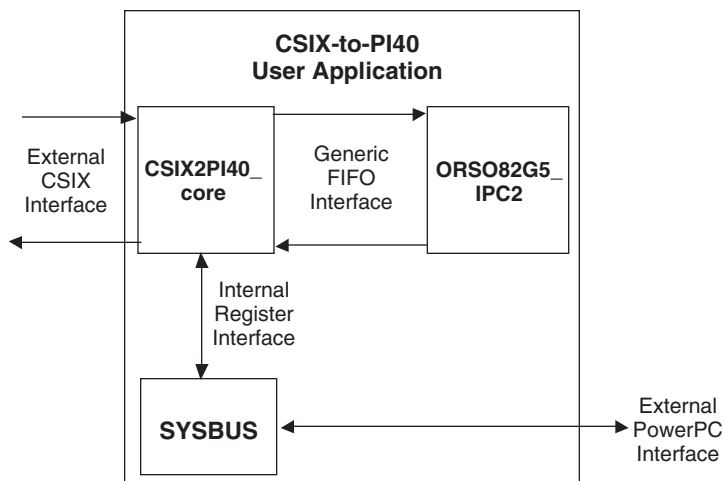 CSIX-to-PI40
User Application
External
CSIX
Interface
CSIX2PI40_
core
Generic
FIFO
Interface
ORSO82G5_
IPC2
Internal
Register
Interface
SYSBUS
External
PowerPC
Interface